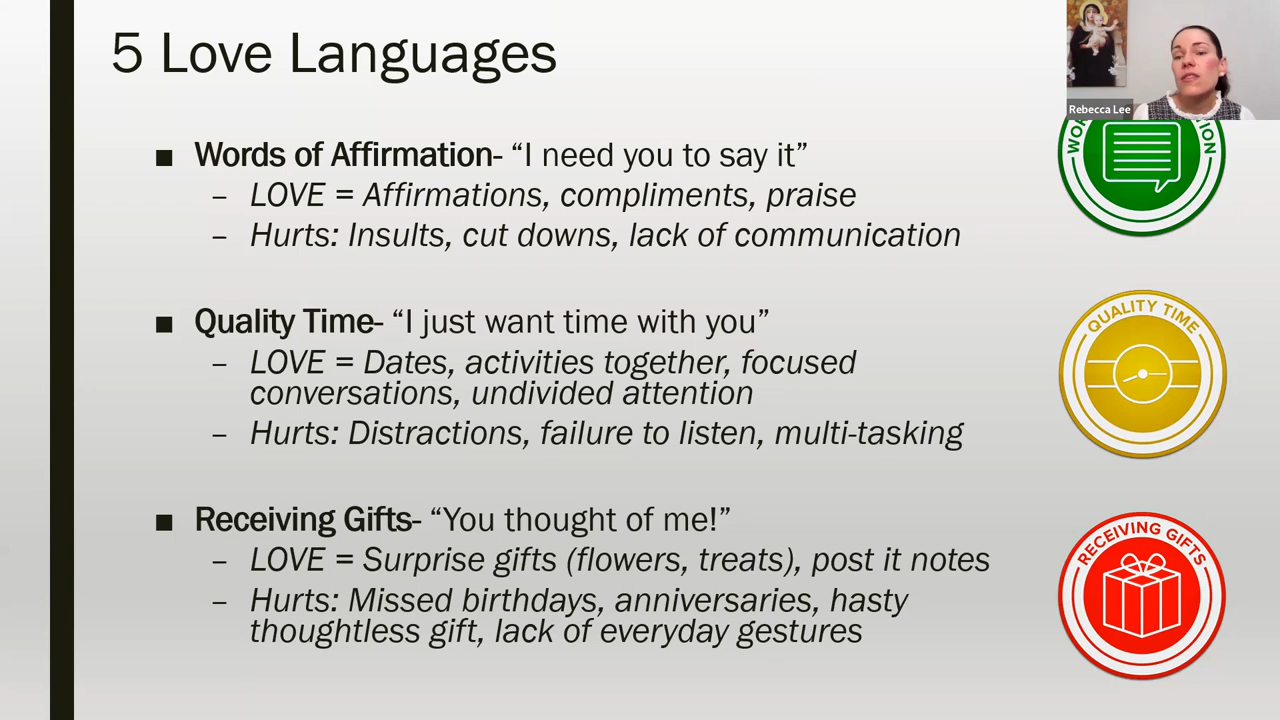 5 Love Languages
Rebecca Lee
■ Words of Affirmation- “I need you to say it”
– LOVE = Affirmations, compliments, praise
– Hurts: Insults, cut downs, lack of communication
■ Quality Time- “I just want time with you”
– LOVE = Dates, activities together, focused
conversations, undivided attention
– Hurts: Distractions, failure to listen, multi-tasking
QUALITY TIME
■ Receiving Gifts- “You thought of me!”
– LOVE = Surprise gifts (flowers, treats), post it notes
– Hurts: Missed birthdays, anniversaries, hasty
thoughtless gift, lack of everyday gestures
RECEIVING GIFTS